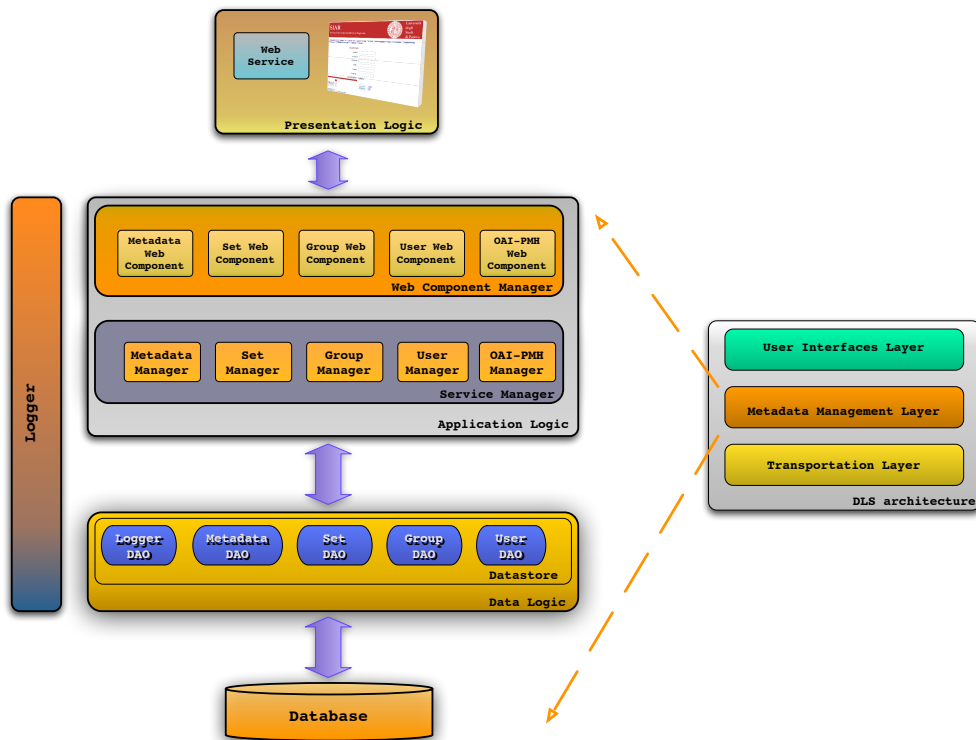 SIAR
Web
Service
Presentation Logic
Metadata
Web
Component
Set Web
Component
Group Web
Component
User Web
Component
OAI-PMH
Web
Component
Web Component Manager
Metadata
Manager
Set
Manager
Group
Manager
User
Manager
OAI-PMH
Manager
Service Manager
Application Logic
Logger
Logger
DAO
Metadata
DAO
Set
DAO
Group
DAO
User
DAO
Datastore
Data Logic
Database
User Interfaces Layer
Metadata Management Layer
Transportation Layer
DLS architecture